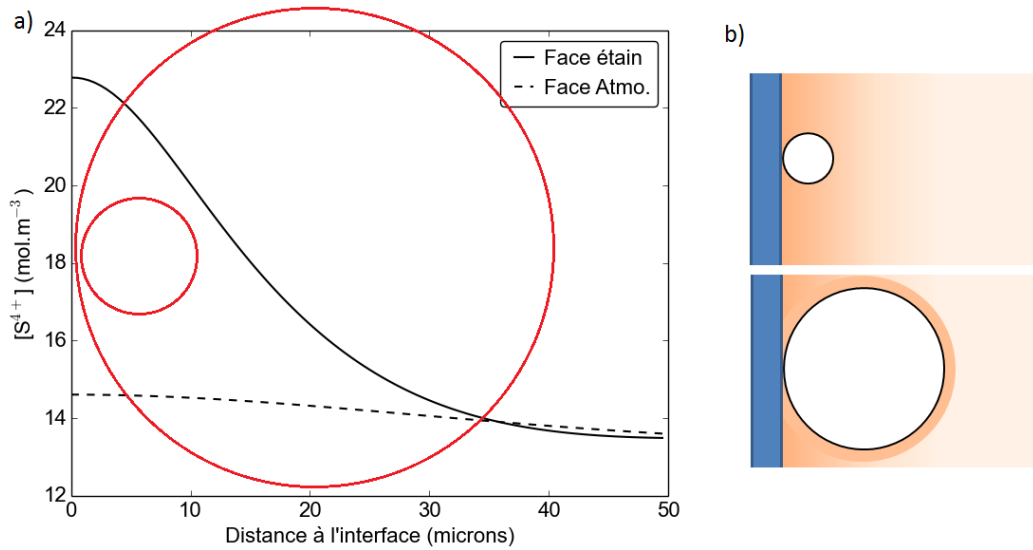 a)
24
22
20
18
16
14
12
[S⁴⁺] (mol.m⁻³)
Face étain
Face Atmo.
0
10
20
30
40
50
Distance à l'interface (microns)
b)